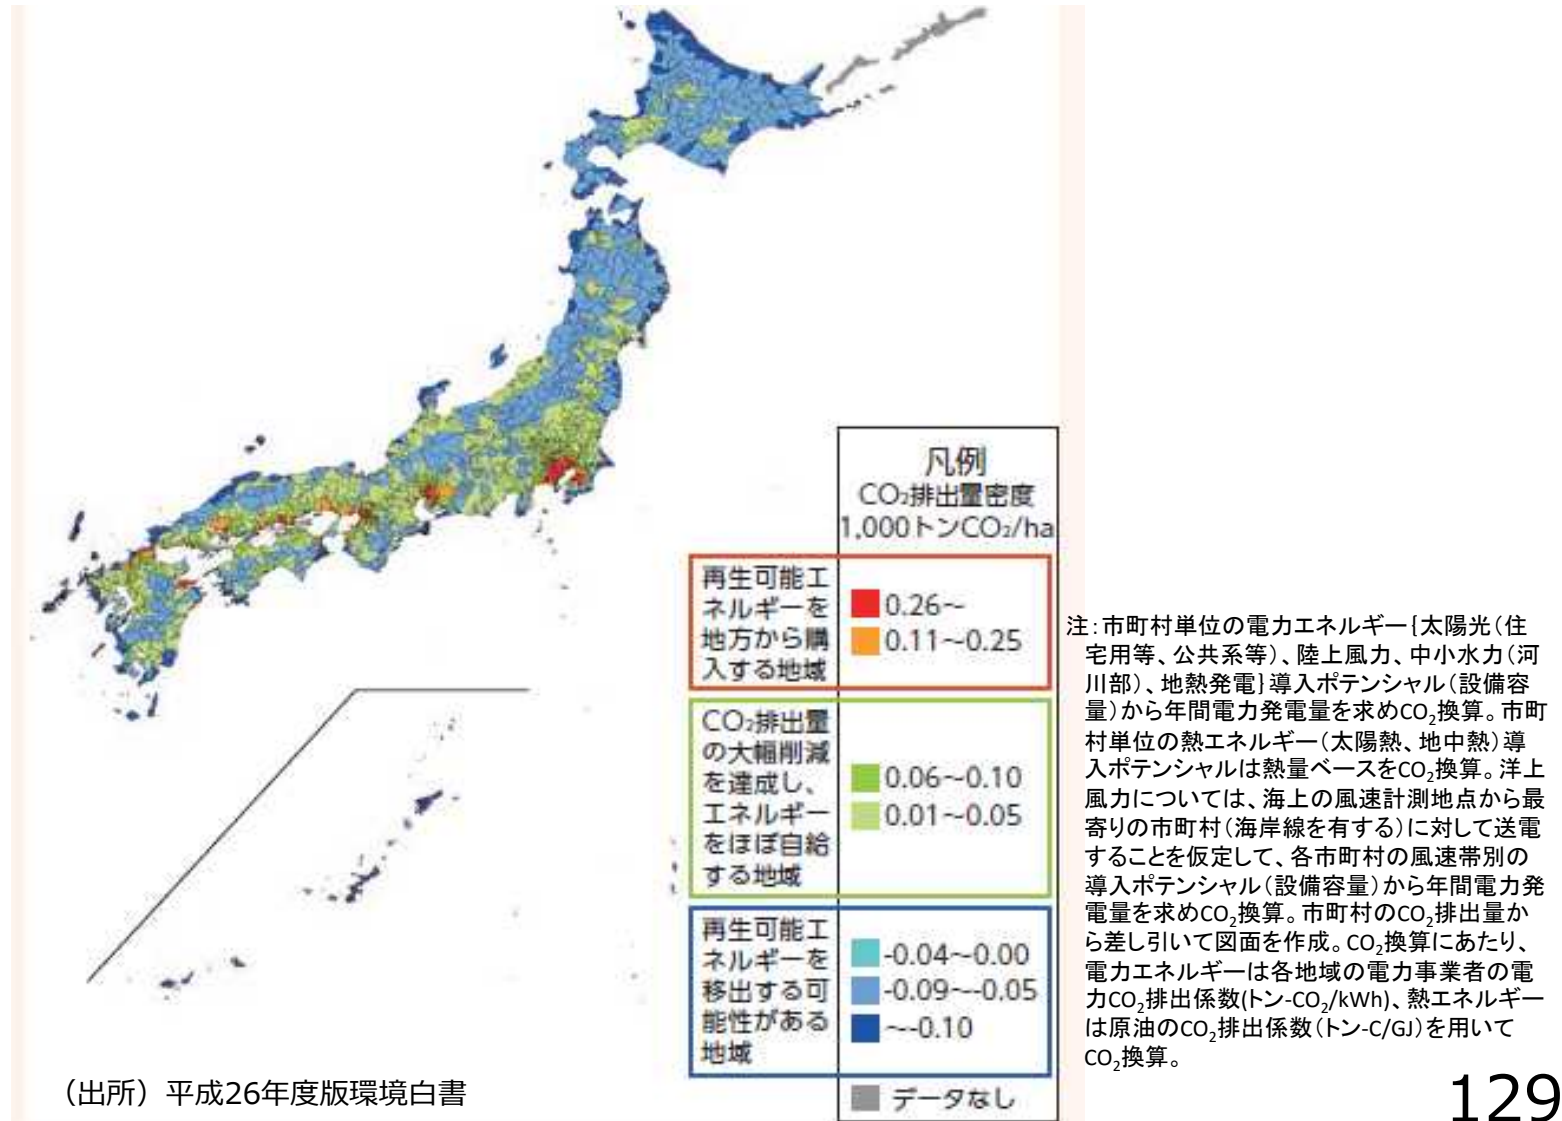 凡例
CO₂排出量密度
1,000トンCO₂/ha
再生可能エ
ネルギーを
地方から購
入する地域
0.26～
0.11～0.25
CO₂排出量
の大幅削減
を達成し、
エネルギー
をほぼ自給
する地域
0.06～0.10
0.01～0.05
再生可能エ
ネルギーを
移出する可
能性がある
地域
-0.04～0.00
-0.09～-0.05
～-0.10
データなし
注：市町村単位の電力エネルギー{太陽光（住
宅用等、公共系等）、陸上風力、中小水力（河
川部）、地熱発電}導入ポテンシャル（設備容
量）から年間電力発電量を求めCO₂換算。市町
村単位の熱エネルギー（太陽熱、地中熱）導
入ポテンシャルは熱量ベースをCO₂換算。洋上
風力については、海上の風速計測地点から最
寄りの市町村（海岸線を有する）に対して送電
することを仮定して、各市町村の風速帯別の
導入ポテンシャル（設備容量）から年間電力発
電量を求めCO₂換算。市町村のCO₂排出量か
ら差し引いて図面を作成。CO₂換算にあたり、
電力エネルギーは各地域の電力事業者の電
力CO₂排出係数(トン-CO₂/kWh)、熱エネルギー
は原油のCO₂排出係数（トン-C/GJ）を用いて
CO₂換算。
（出所）平成26年度版環境白書
129